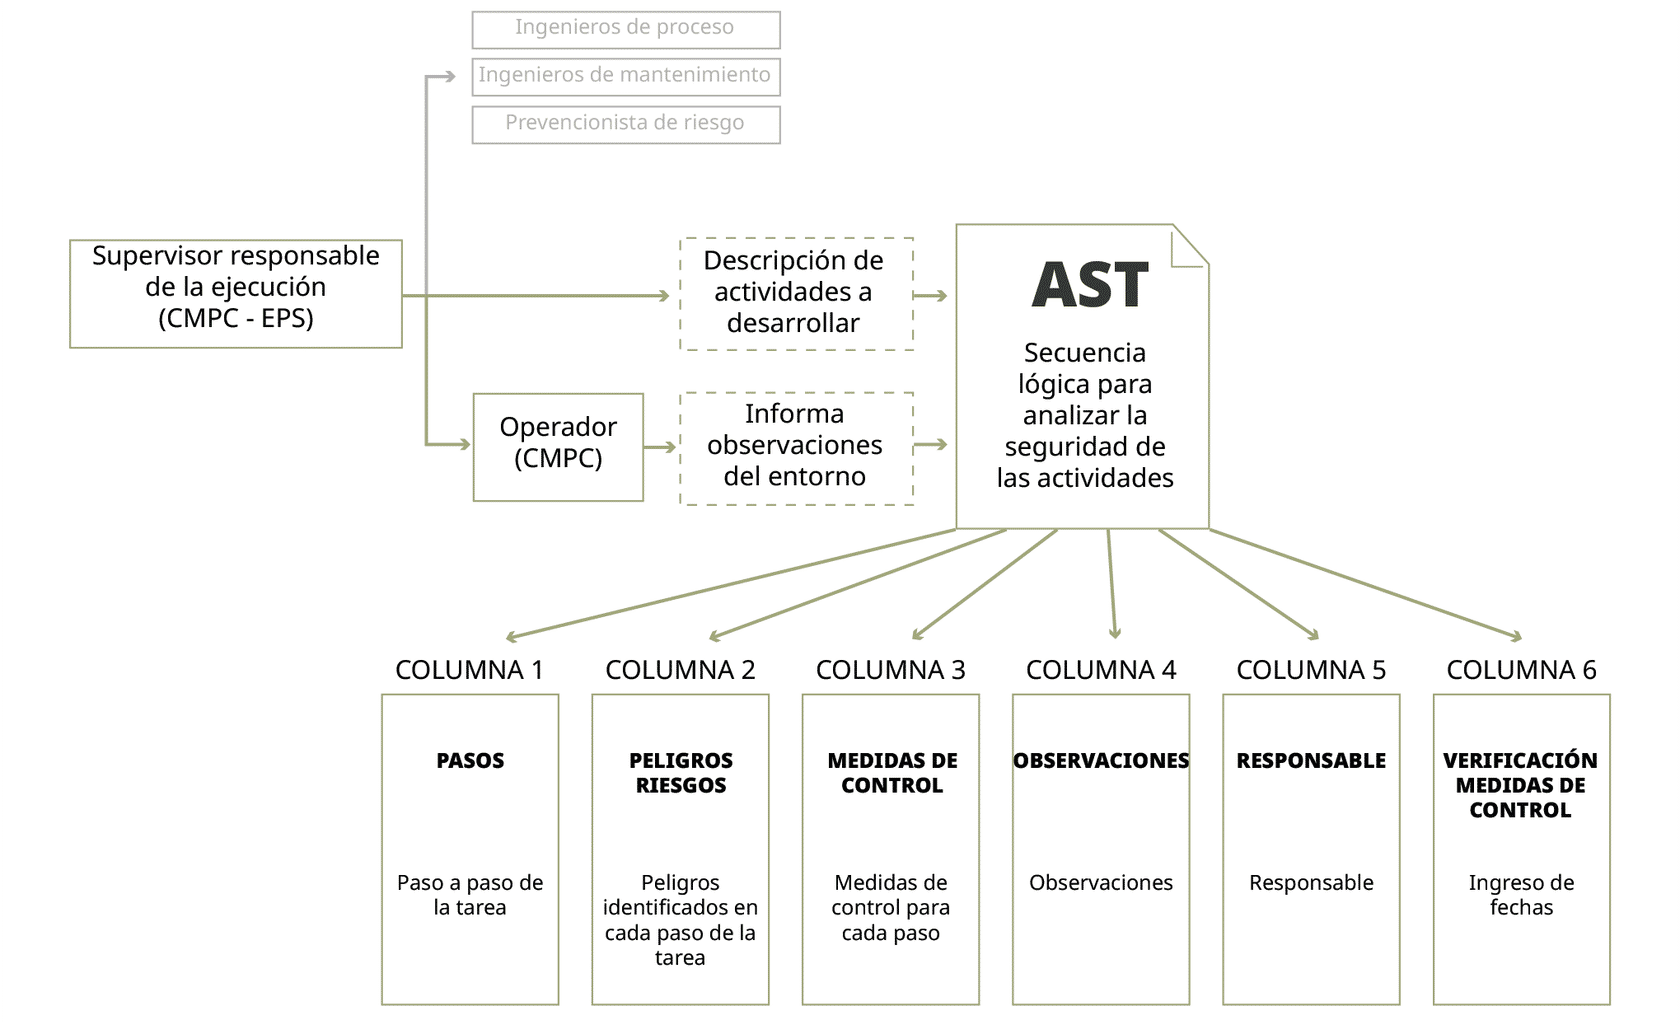 Ingenieros de proceso
Ingenieros de mantenimiento
Prevencionista de riesgo
Supervisor responsable
de la ejecución
(CMPC - EPS)
Descripción de
actividades a
desarrollar
Operador
(CMPC)
Informa
observaciones
del entorno
AST
Secuencia
lógica para
analizar la
seguridad de
las actividades
COLUMNA 1
PASOS
Paso a paso de
la tarea
COLUMNA 2
PELIGROS
RIESGOS
Peligros
identificados en
cada paso de la
tarea
COLUMNA 3
MEDIDAS DE
CONTROL
Medidas de
control para
cada paso
COLUMNA 4
OBSERVACIONES
Observaciones
COLUMNA 5
RESPONSABLE
Responsable
COLUMNA 6
VERIFICACIÓN
MEDIDAS DE
CONTROL
Ingreso de
fechas